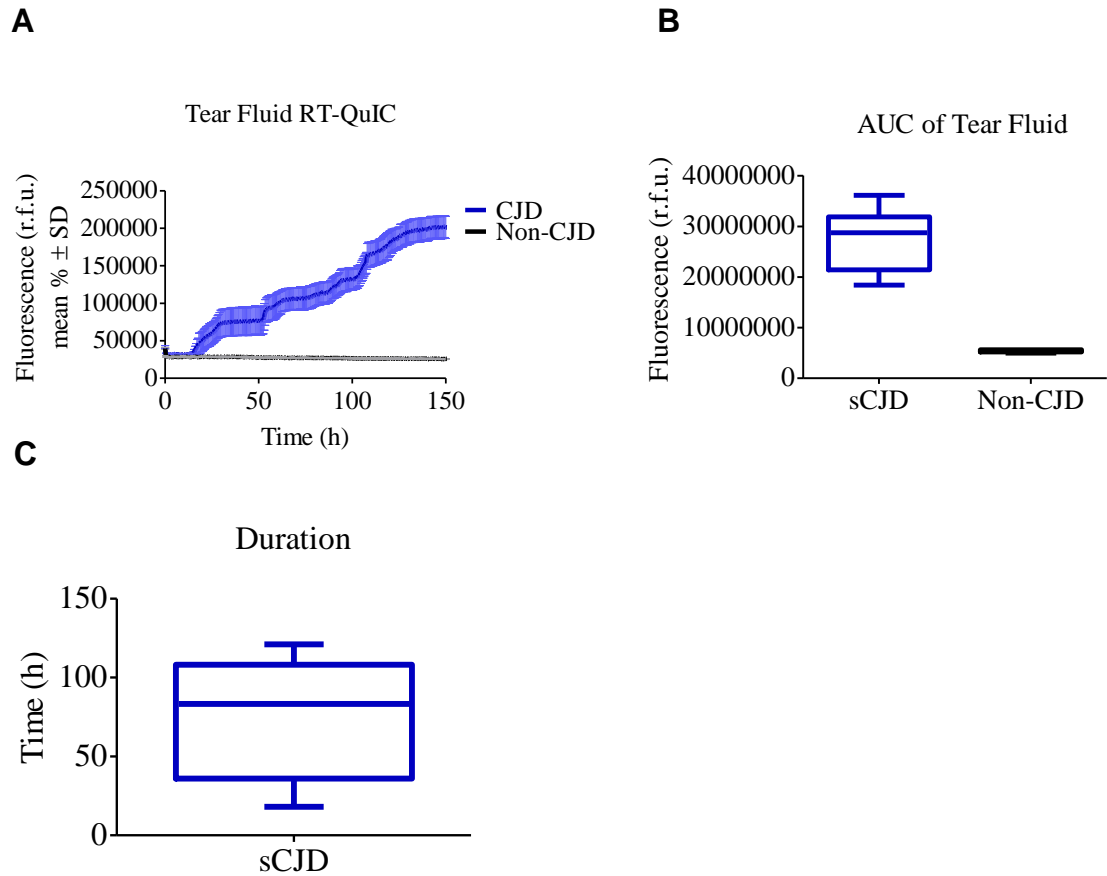 A
Tear Fluid RT-QuIC
Fluorescence (r.f.u.)
mean % ± SD
250000
200000
150000
100000
50000
0
0 50 100 150
Time (h)
CJD
Non-CJD
B
AUC of Tear Fluid
Fluorescence (r.f.u.)
40000000
30000000
20000000
10000000
0
sCJD Non-CJD
C
Duration
Time (h)
150
100
50
0
sCJD